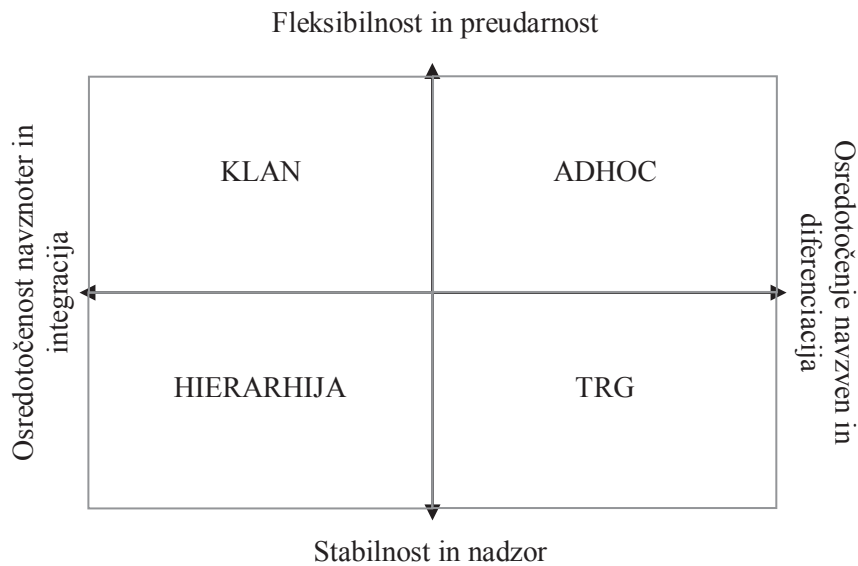 Fleksibilnost in preudarnost
Osredotočenost navznoter in
integracija
KLAN
ADHOC
Osredotočenje navzven in
diferenciacija
HIERARHIJA
TRG
Stabilnost in nadzor